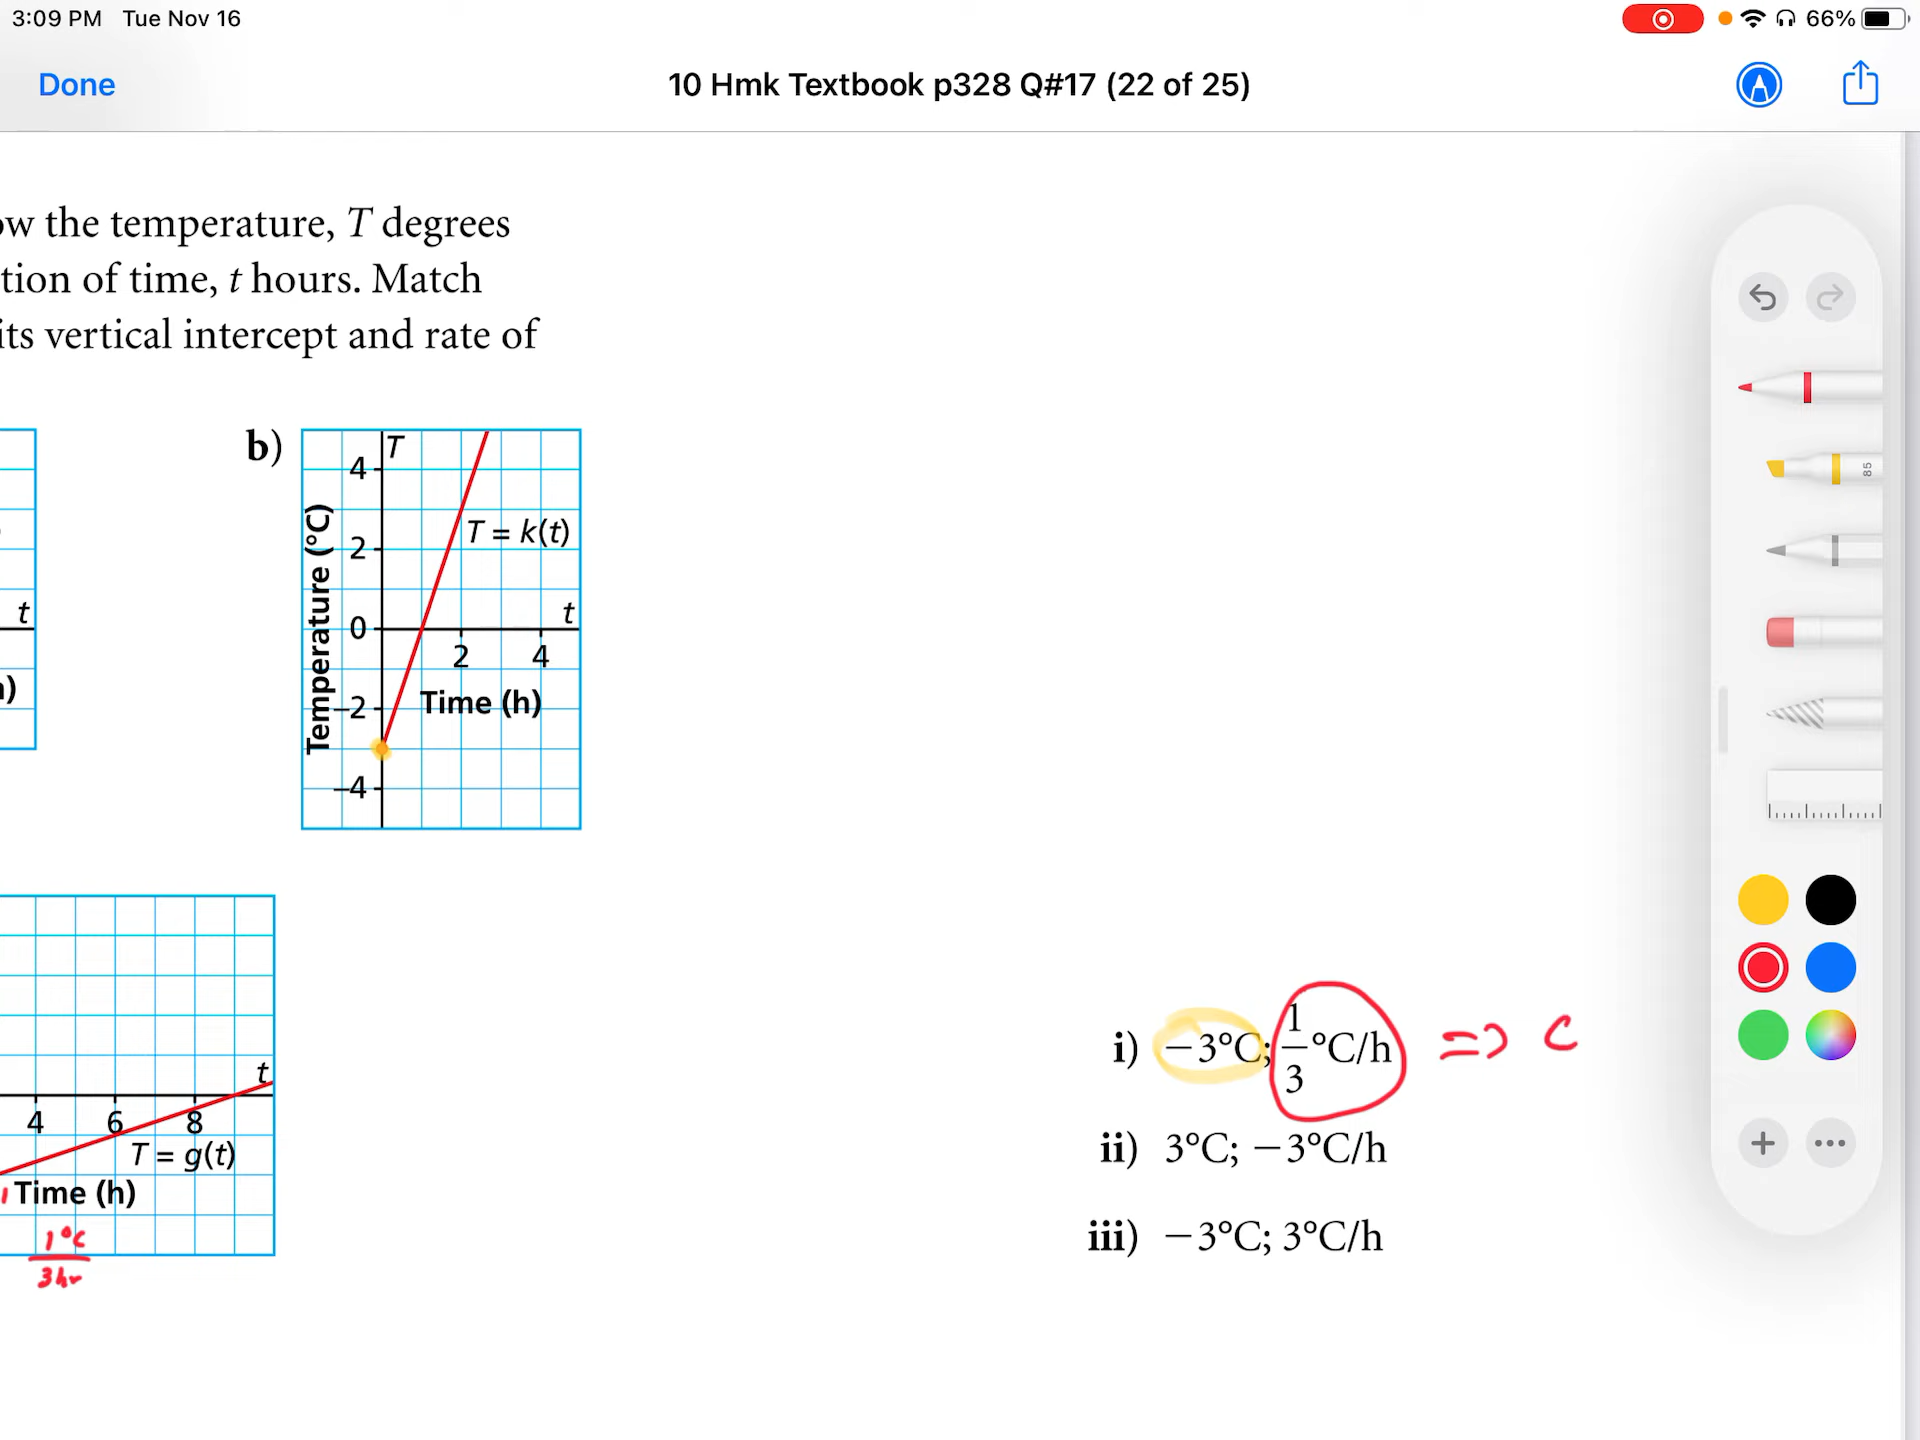 3:09 PM Tue Nov 16
66%
Done
10 Hmk Textbook p328 Q#17 (22 of 25)
ow the temperature, T degrees
tion of time, t hours. Match
its vertical intercept and rate of
85
b)
T
4
T = k(t)
2
0
t
2 4
Time (h)
-2
-4
Temperature (°C)
t
)
t
4 6 8
T = g(t)
Time (h)
1°C
3hr
i) −3°C; 1/3 °C/h => C
ii) 3°C; −3°C/h
iii) −3°C; 3°C/h